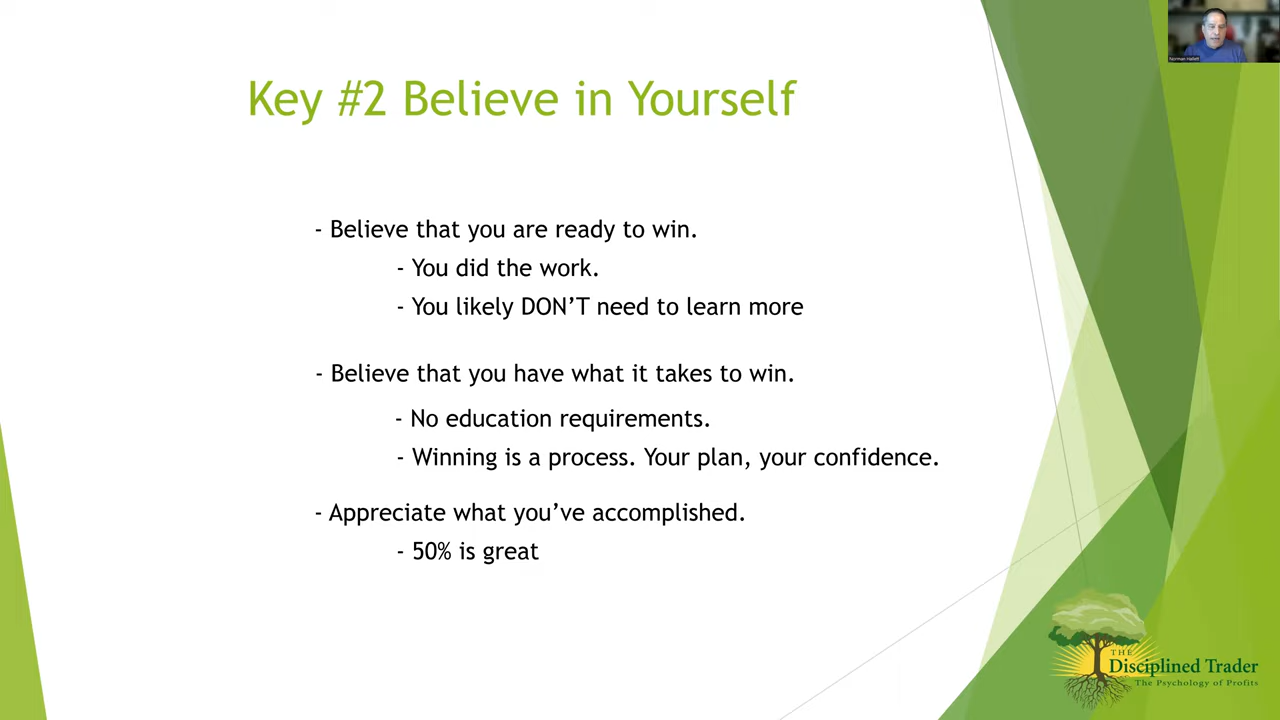 Key #2 Believe in Yourself
- Believe that you are ready to win.
- You did the work.
- You likely DON'T need to learn more
- Believe that you have what it takes to win.
- No education requirements.
- Winning is a process. Your plan, your confidence.
- Appreciate what you've accomplished.
- 50% is great
Norman Hallett
THE
Disciplined Trader
The Psychology of Profits